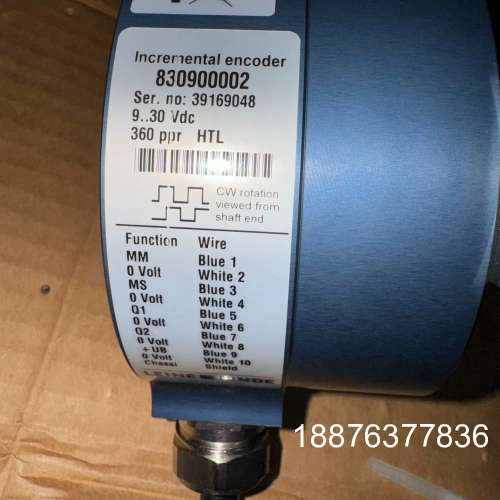 Incremental encoder
830900002
Ser. no: 39169048
9..30 Vdc
360 ppr HTL
CW.rotation
viewed from
shaft end
Function Wire
MM Blue 1
0 Volt White 2
MS Blue 3
0 Volt White 4
Q1 Blue 5
0 Volt White 6
Q2 Blue 7
0 Volt White 8
+UB Blue 9
0 Volt White 10
Chassi Shield
LEINE LINDE
18876377836